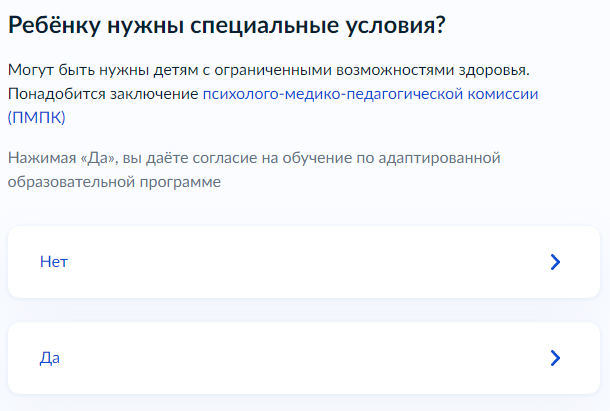 Ребёнку нужны специальные условия?
Могут быть нужны детям с ограниченными возможностями здоровья.
Понадобится заключение психолого-медико-педагогической комиссии
(ПМПК)
Нажимая «Да», вы даёте согласие на обучение по адаптированной
образовательной программе
Нет
Да